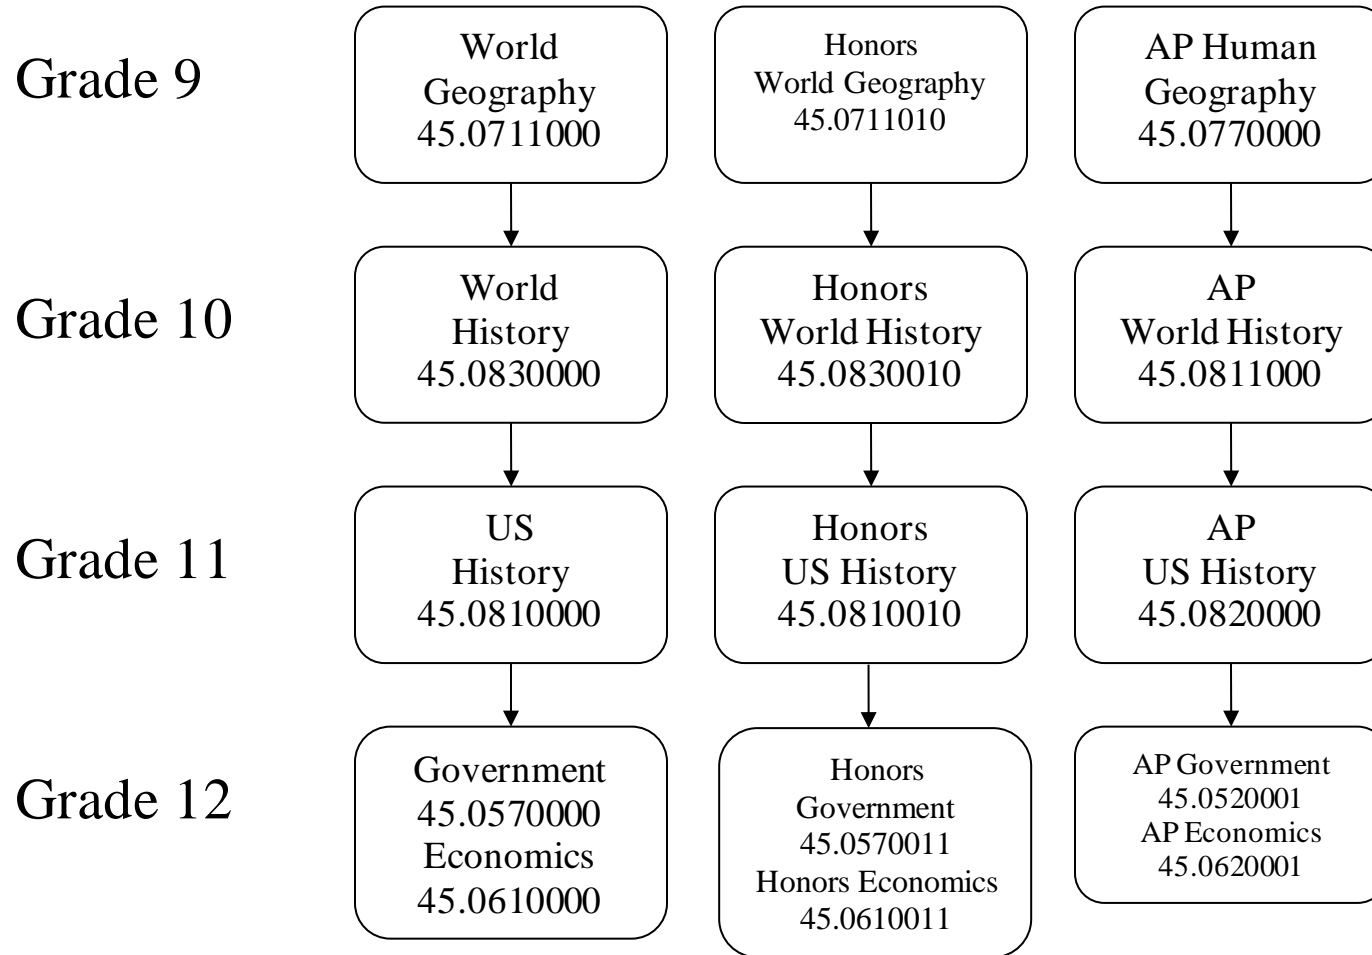 Grade 9
World
Geography
45.0711000
Honors
World Geography
45.0711010
AP Human
Geography
45.0770000
Grade 10
World
History
45.0830000
Honors
World History
45.0830010
AP
World History
45.0811000
Grade 11
US
History
45.0810000
Honors
US History
45.0810010
AP
US History
45.0820000
Grade 12
Government
45.0570000
Economics
45.0610000
Honors
Government
45.0570011
Honors Economics
45.0610011
AP Government
45.0520001
AP Economics
45.0620001